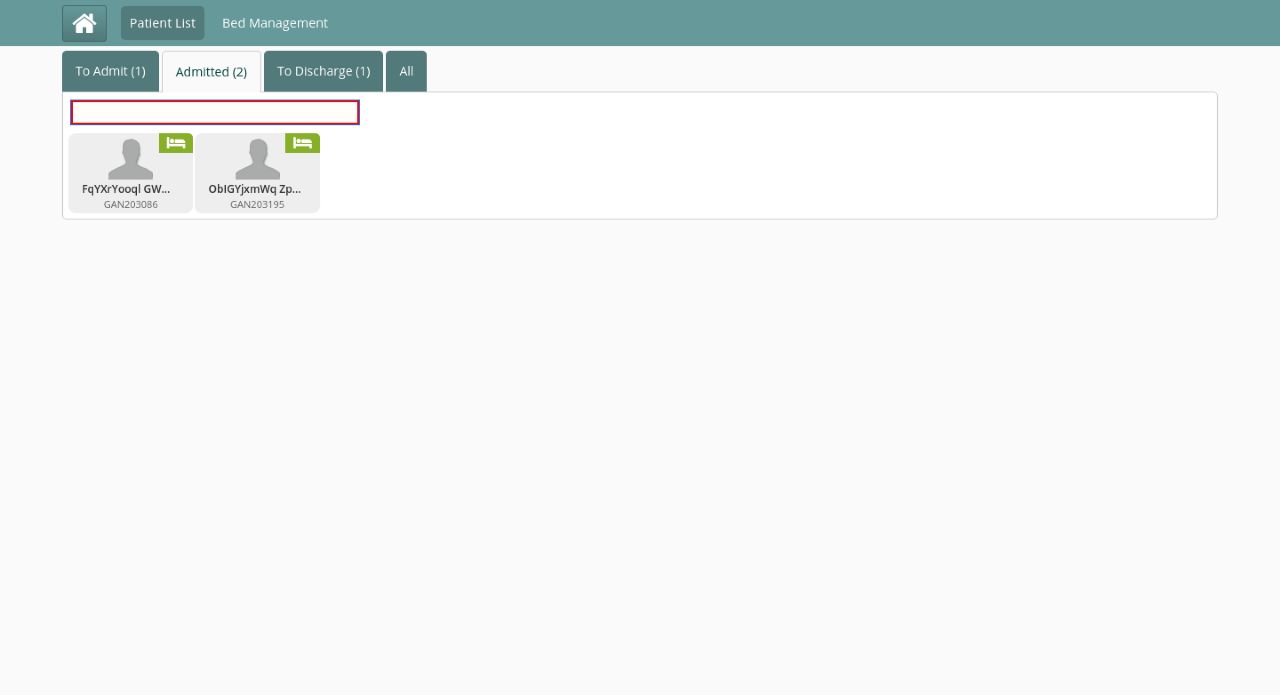 Patient List
Bed Management
To Admit (1)
Admitted (2)
To Discharge (1)
All
FqYXrYooql GW...
GAN203086
ObIGYjxmWq Zp...
GAN203195